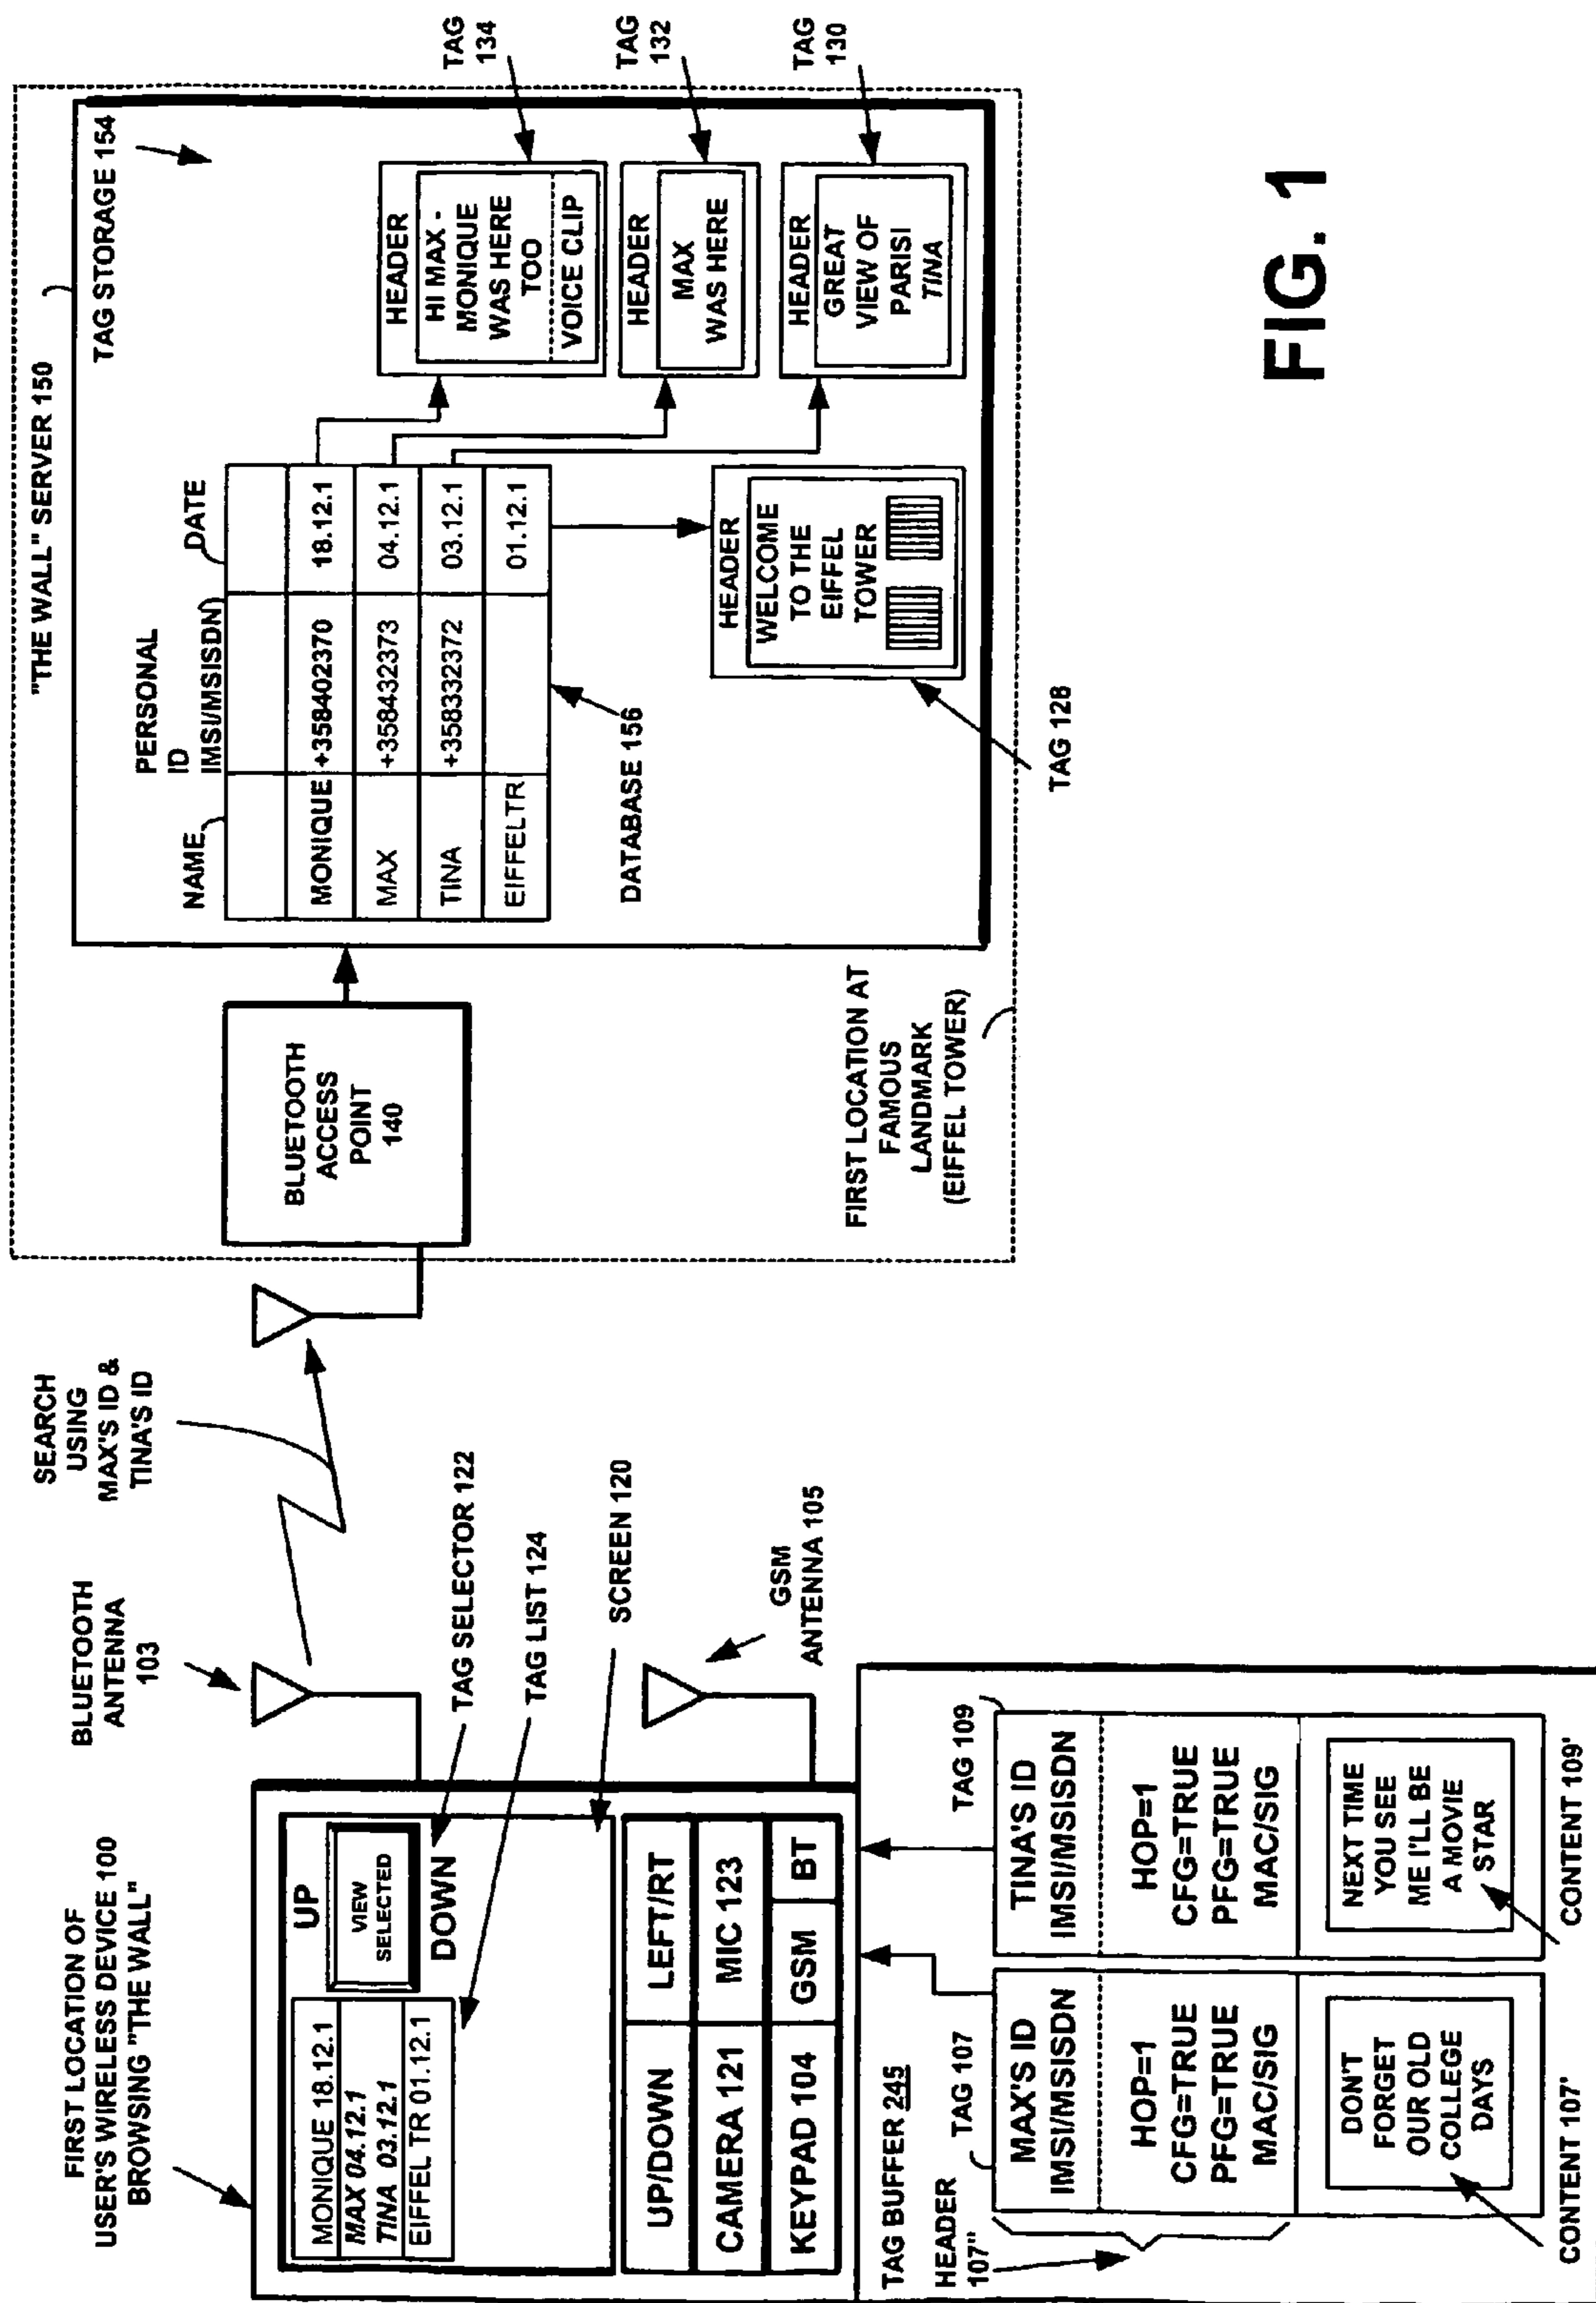 FIRST LOCATION OF
USER'S WIRELESS DEVICE 100
BROWSING "THE WALL"
MONIQUE 18.12.1
MAX 04.12.1
TINA 03.12.1
EIFFEL TR 01.12.1
UP
VIEW
SELECTED
DOWN
UP/DOWN
LEFT/RT
CAMERA 121
MIC 123
KEYPAD 104
GSM
BT
BLUETOOTH
ANTENNA
103
TAG SELECTOR 122
TAG LIST 124
SCREEN 120
GSM
ANTENNA 105
SEARCH
USING
MAX'S ID &
TINA'S ID
TAG BUFFER 245
HEADER
107"
TAG 107
MAX'S ID
IMSI/MSISDN
HOP=1
CFG=TRUE
PFG=TRUE
MAC/SIG
DON'T
FORGET
OUR OLD
COLLEGE
DAYS
CONTENT 107'
TAG 109
TINA'S ID
IMSI/MSISDN
HOP=1
CFG=TRUE
PFG=TRUE
MAC/SIG
NEXT TIME
YOU SEE
ME I'LL BE
A MOVIE
STAR
CONTENT 109'
"THE WALL" SERVER 150
BLUETOOTH
ACCESS
POINT
140
FIRST LOCATION AT
FAMOUS
LANDMARK
(EIFFEL TOWER)
TAG STORAGE 154
NAME
PERSONAL
ID
IMSI/MSISDN
DATE
MONIQUE +358402370 18.12.1
MAX +358432373 04.12.1
TINA +358332372 03.12.1
EIFFELTR 01.12.1
DATABASE 156
HEADER
WELCOME
TO THE
EIFFEL
TOWER
TAG 128
HEADER
HI MAX -
MONIQUE
WAS HERE
TOO
VOICE CLIP
TAG
134
HEADER
MAX
WAS HERE
TAG
132
HEADER
GREAT
VIEW OF
PARISI
TINA
TAG
130
FIG. 1